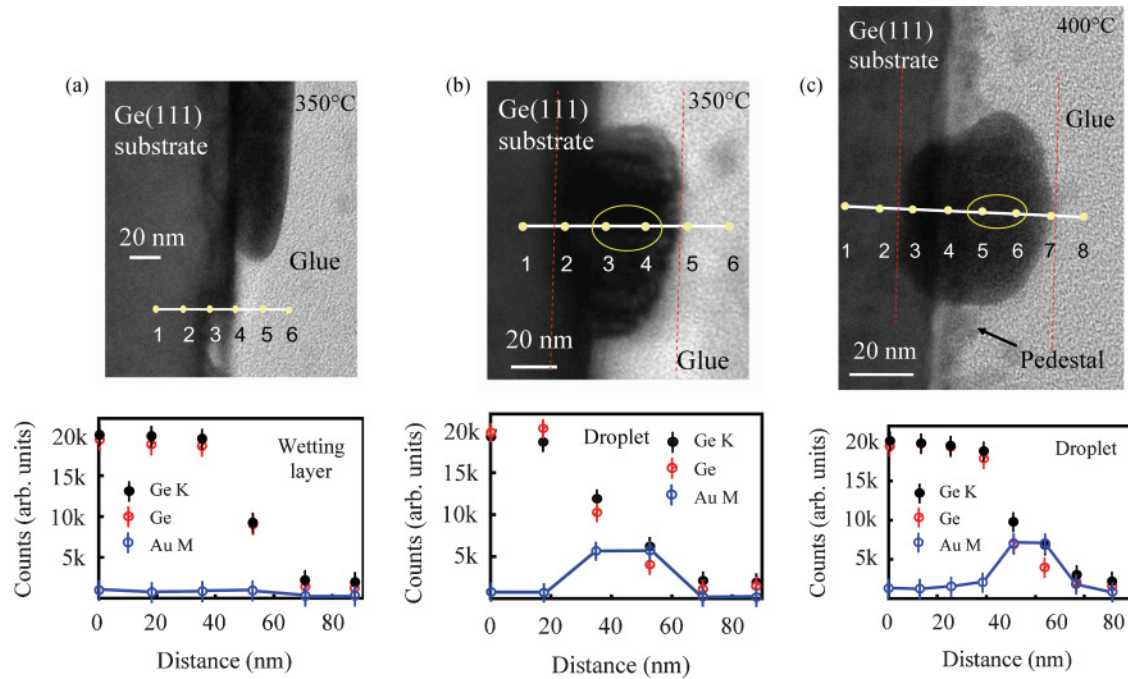 (a)
350°C
Ge(111)
substrate
20 nm
Glue
1 2 3 4 5 6
(b)
350°C
Ge(111)
substrate
1 2 3 4 5 6
20 nm
Glue
(c)
400°C
Ge(111)
substrate
Glue
1 2 3 4 5 6 7 8
20 nm
Pedestal
Counts (arb. units)
20k
15k
10k
5k
Wetting
layer
Ge K
Ge
Au M
0 20 40 60 80
Distance (nm)
Counts (arb. units)
20k
15k
10k
5k
Droplet
Ge K
Ge
Au M
0 20 40 60 80
Distance (nm)
Counts (arb. units)
20k
15k
10k
5k
Droplet
Ge K
Ge
Au M
0 20 40 60 80
Distance (nm)